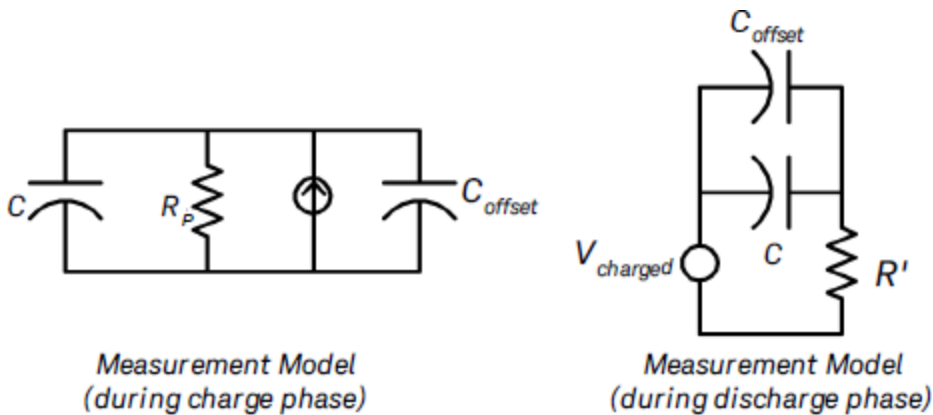 C
R_P
C_offset
Measurement Model
(during charge phase)
C_offset
C
V_charged
R'
Measurement Model
(during discharge phase)